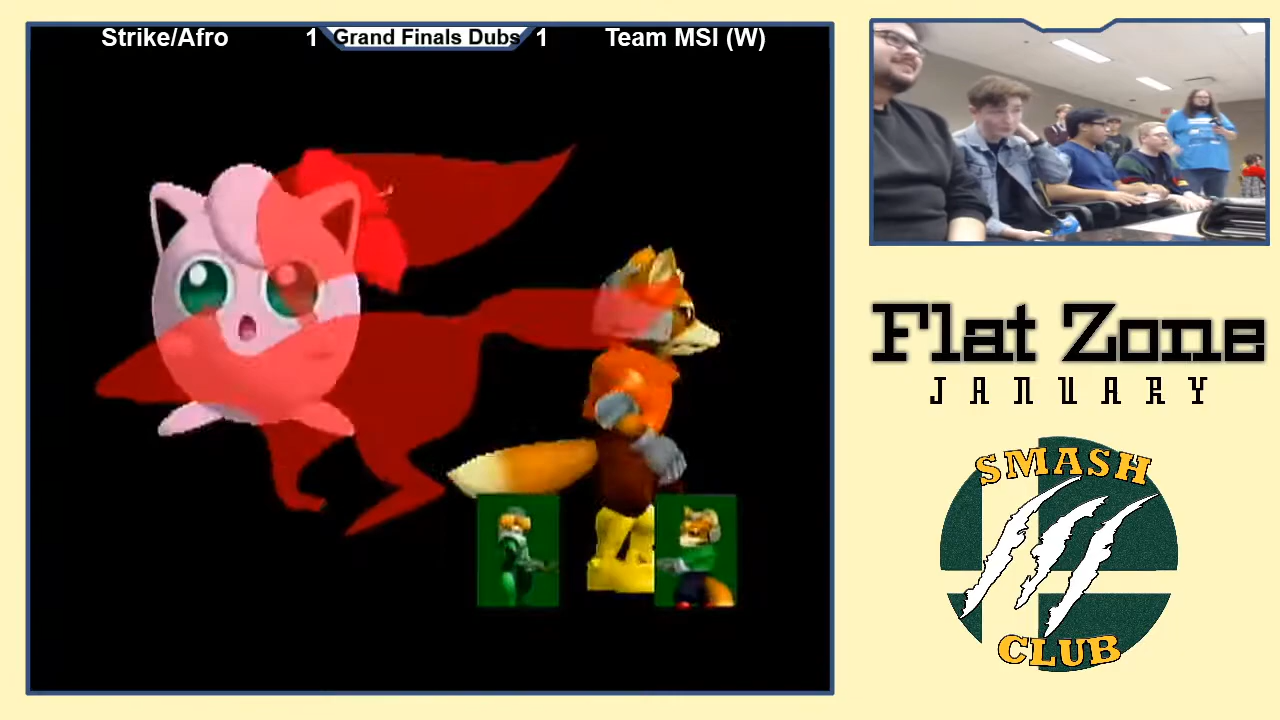 Strike/Afro 1 Grand Finals Dubs 1 Team MSI (W)
Flat Zone
JANUARY
SMASH
CLUB